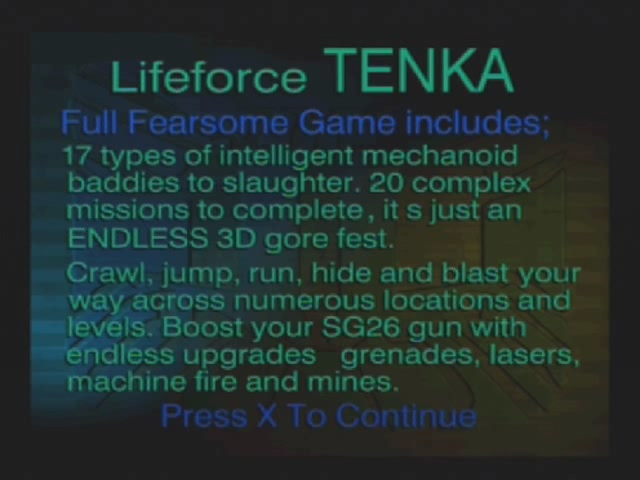 Lifeforce TENKA
Full Fearsome Game includes;
17 types of intelligent mechanoid
baddies to slaughter. 20 complex
missions to complete, it s just an
ENDLESS 3D gore fest.
Crawl, jump, run, hide and blast your
way across numerous locations and
levels. Boost your SG26 gun with
endless upgrades   grenades, lasers,
machine fire and mines.
Press X To Continue